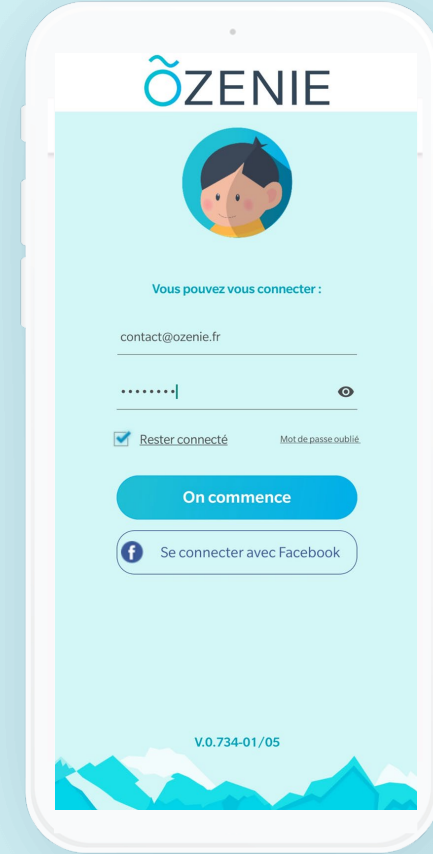 õZENIE
Vous pouvez vous connecter :
contact@ozenie.fr
••••••••
Rester connecté
Mot de passe oublié
On commence
f
Se connecter avec Facebook
V.0.734-01/05